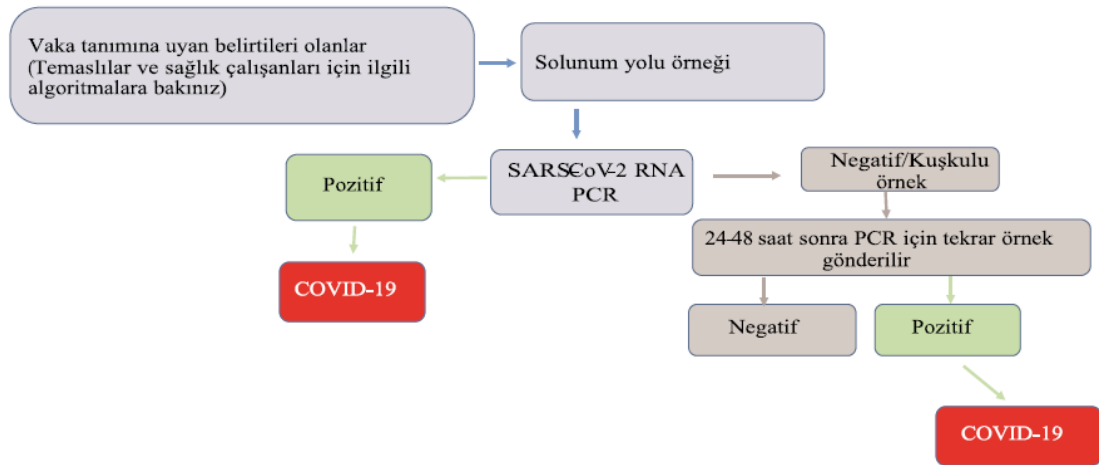 Vaka tanımına uyan belirtileri olanlar
(Temaslılar ve sağlık çalışanları için ilgili
algoritmalara bakınız)
Solunum yolu örneği
Pozitif
SARS-CoV-2 RNA
PCR
Negatif/Kuşkulu
örnek
24-48 saat sonra PCR için tekrar örnek
gönderilir
COVID-19
Negatif
Pozitif
COVID-19